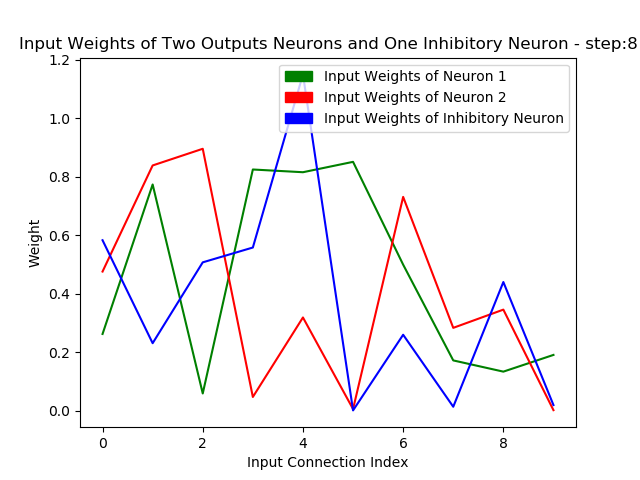 Input Weights of Two Outputs Neurons and One Inhibitory Neuron - step:8
Input Weights of Neuron 1
Input Weights of Neuron 2
Input Weights of Inhibitory Neuron
1.2
1.0
0.8
0.6
0.4
0.2
0.0
Weight
0 2 4 6 8
Input Connection Index